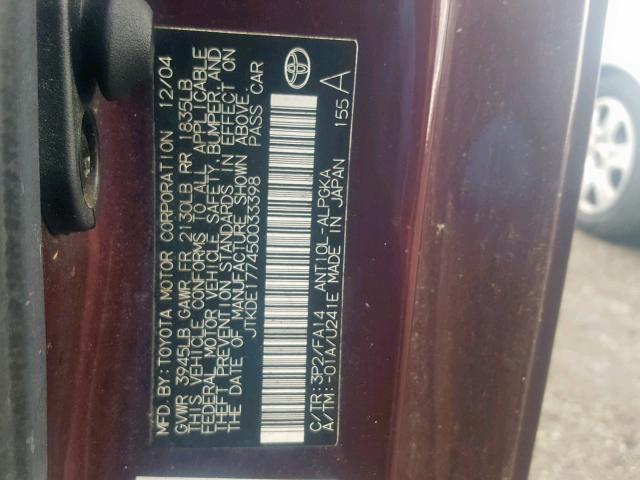 MFD. BY: TOYOTA MOTOR CORPORATION 12/04
GVWR 3945LB GAWR FR 2130LB RR 1835LB
THIS VEHICLE CONFORMS TO ALL APPLICABLE
FEDERAL MOTOR VEHICLE SAFETY, BUMPER, AND
THEFT PREVENTION STANDARDS IN EFFECT ON
THE DATE OF MANUFACTURE SHOWN ABOVE.
JTKDE177450033398 PASS CAR
C/TR: 3P2/FA14 ANT10L-ALPGKA
A/TM: -01A/U241E MADE IN JAPAN 155 A